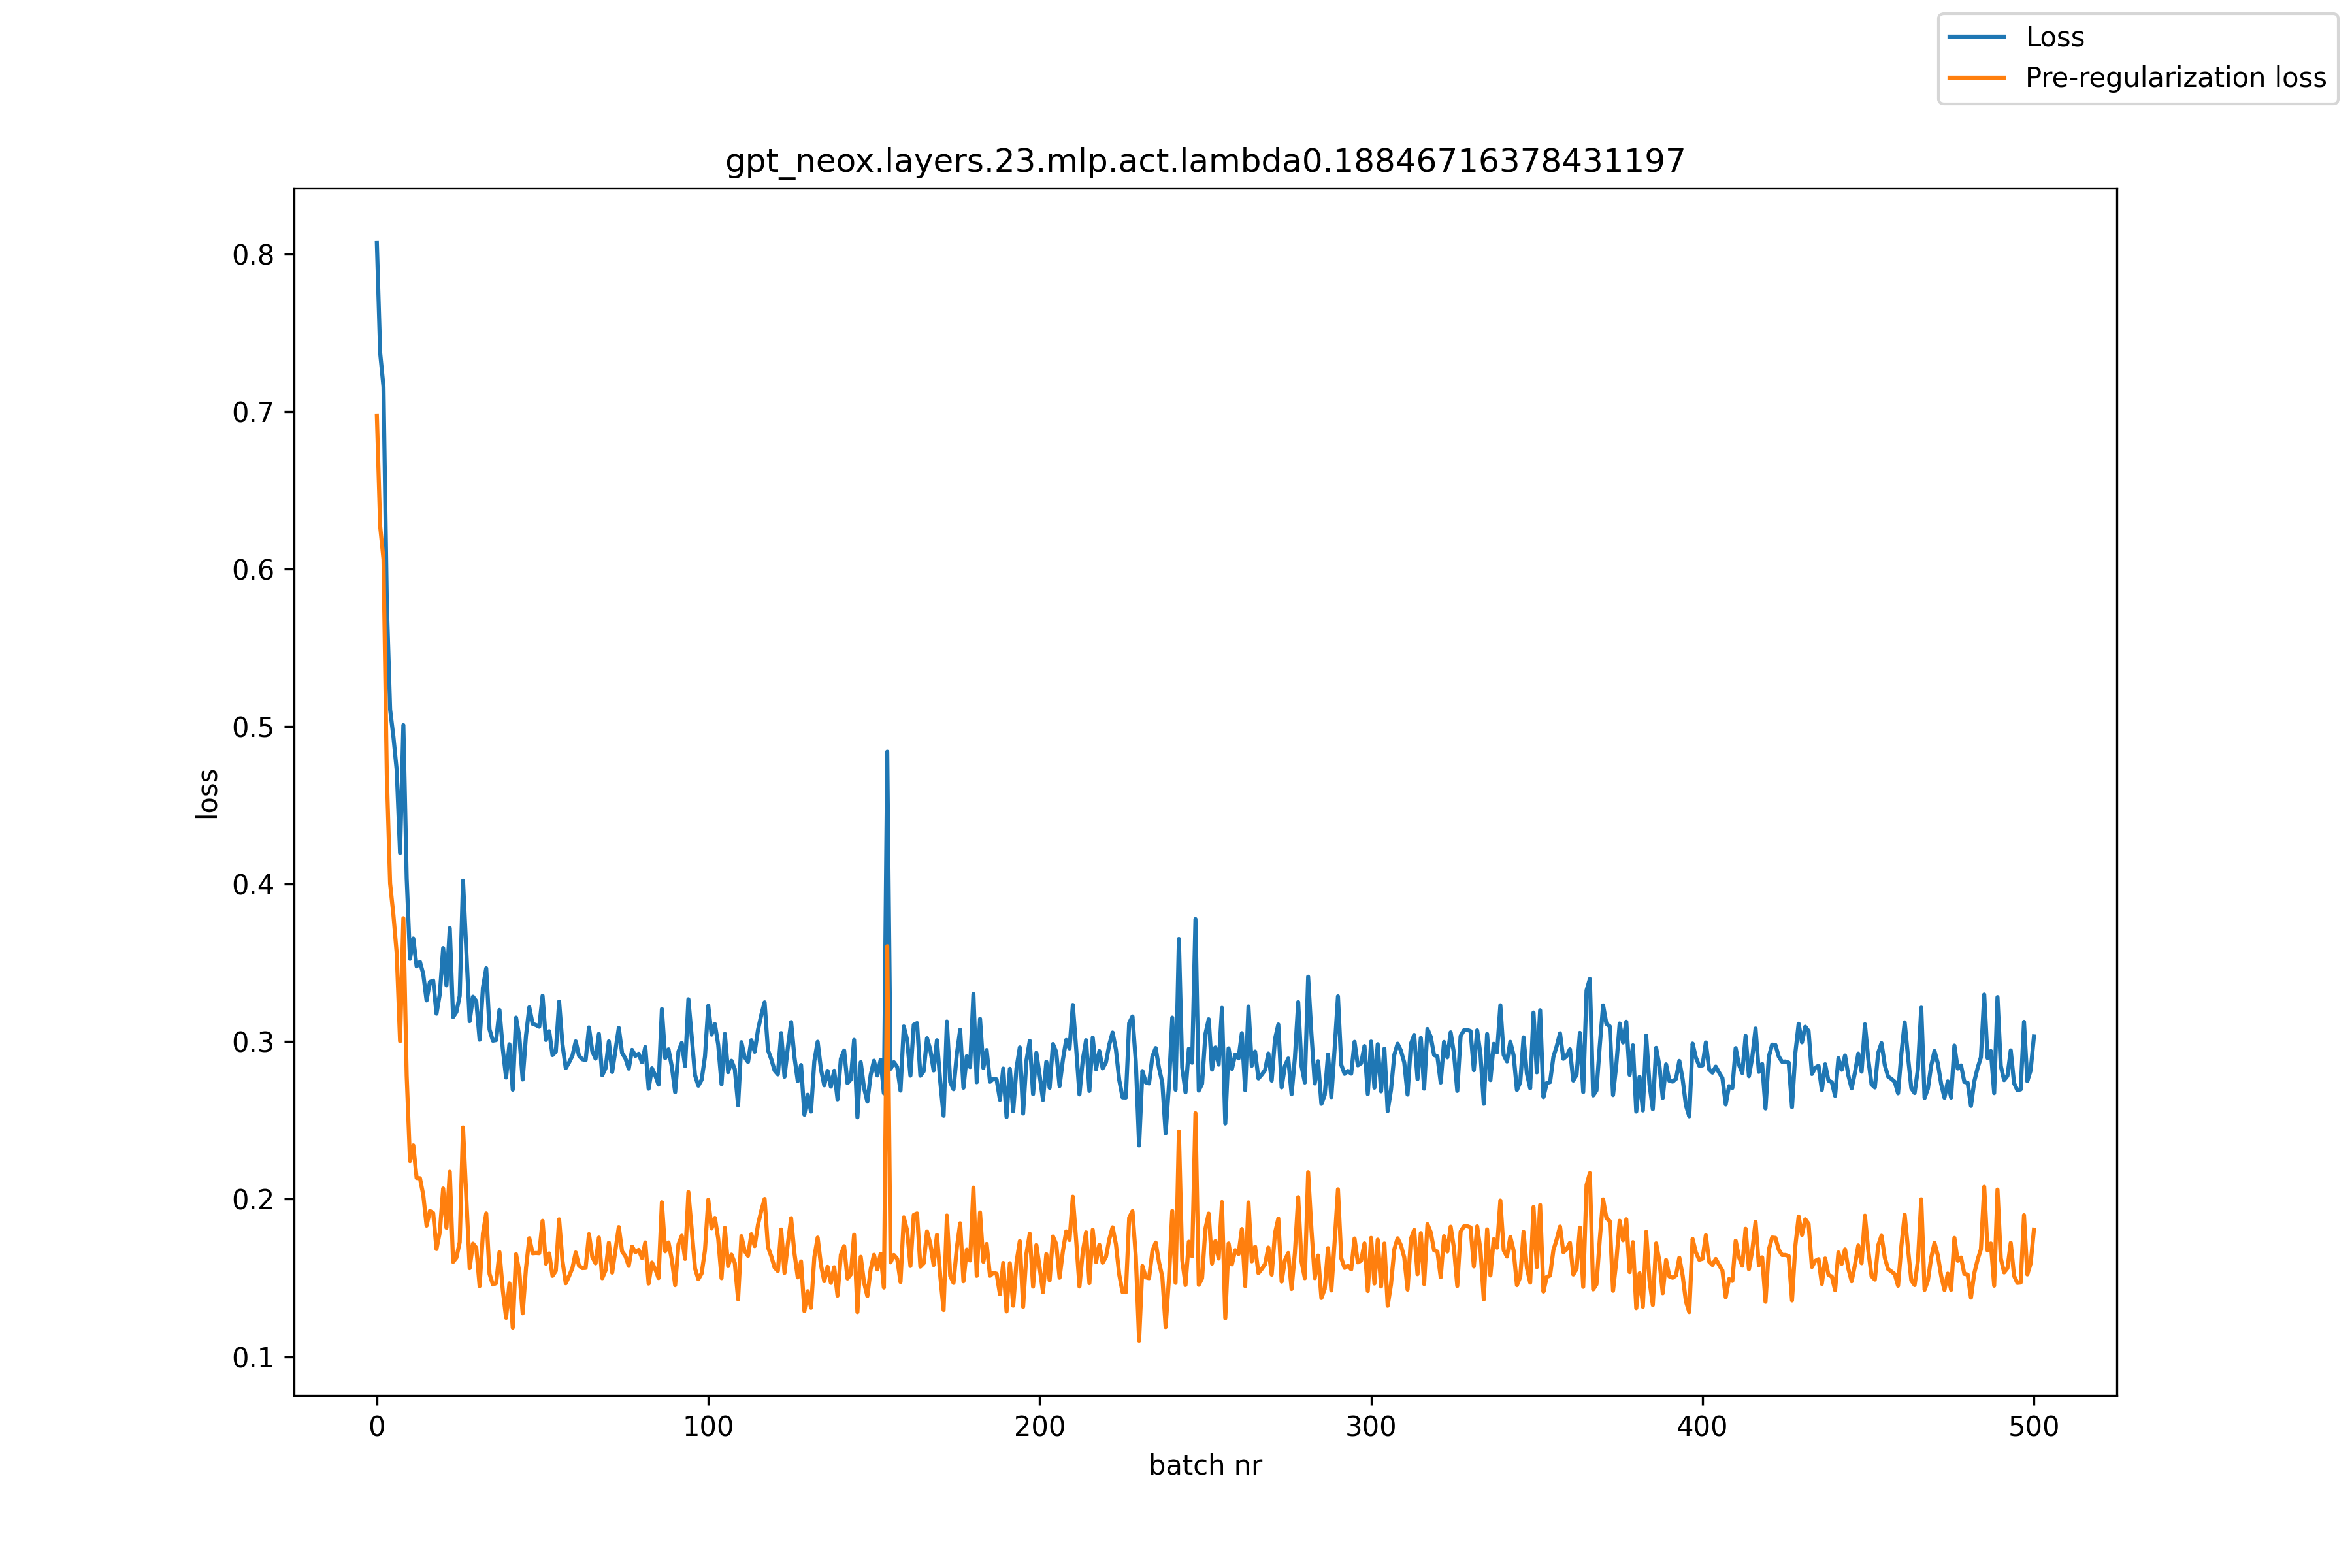 Loss
Pre-regularization loss
gpt_neox.layers.23.mlp.act.lambda0.18846716378431197
0.8
0.7
0.6
0.5
0.4
0.3
0.2
0.1
loss
0 100 200 300 400 500
batch nr